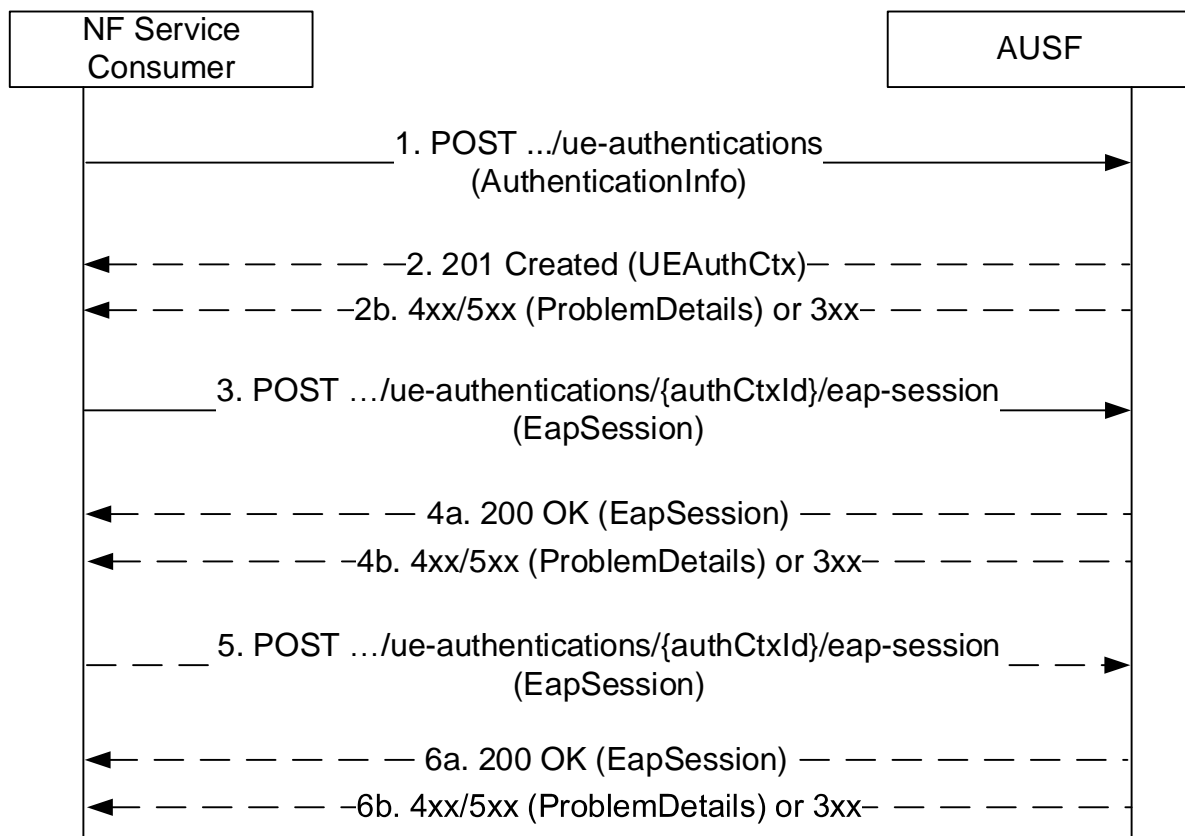 NF Service
Consumer
AUSF
1. POST .../ue-authentications
(AuthenticationInfo)
2. 201 Created (UEAuthCtx)
2b. 4xx/5xx (ProblemDetails) or 3xx
3. POST …/ue-authentications/{authCtxId}/eap-session
(EapSession)
4a. 200 OK (EapSession)
4b. 4xx/5xx (ProblemDetails) or 3xx
5. POST …/ue-authentications/{authCtxId}/eap-session
(EapSession)
6a. 200 OK (EapSession)
6b. 4xx/5xx (ProblemDetails) or 3xx